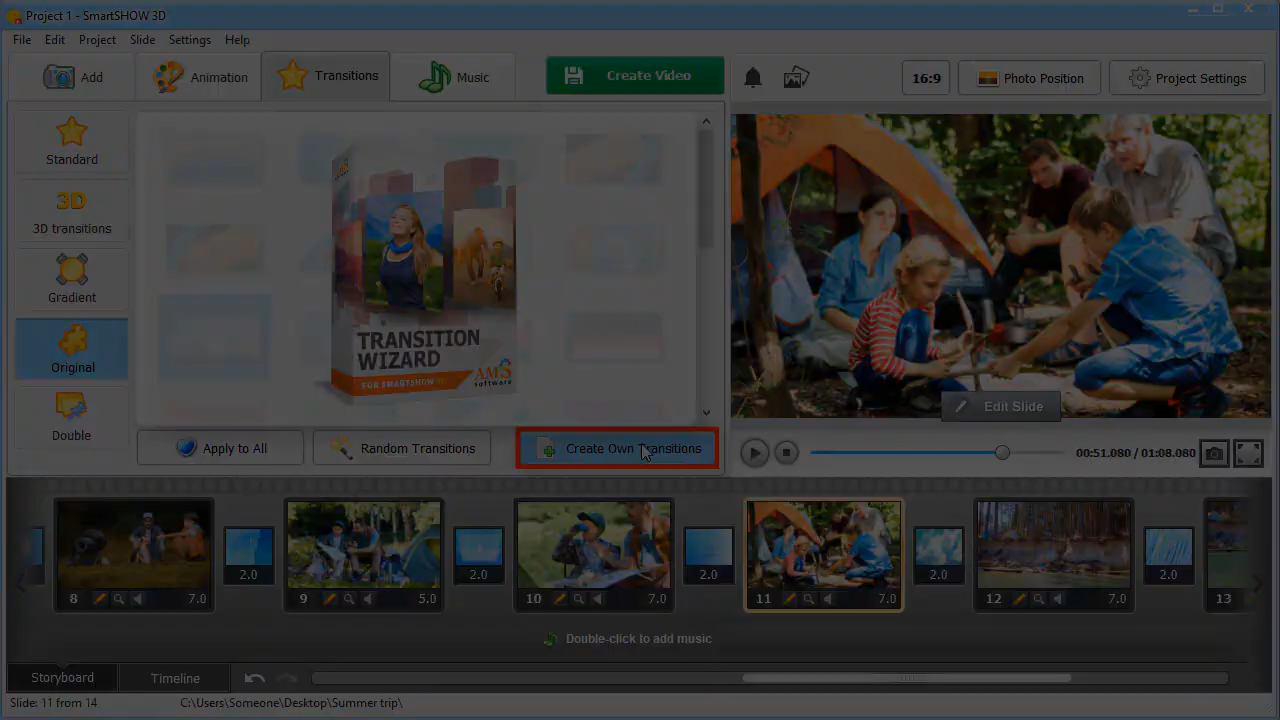 Project 1 - SmartSHOW 3D
File Edit Project Slide Settings Help
Add Animation Transitions Music Create Video 16:9 Photo Position Project Settings
Standard
3D
3D transitions
Gradient
Original
Double
TRANSITION
WIZARD
FOR SMARTSHOW 3D
AMS
software
Apply to All Random Transitions Create Own Transitions
Edit Slide
00:51.080 / 01:08.080
2.0 2.0 2.0 2.0 2.0
8 7.0 9 5.0 10 7.0 11 7.0 12 7.0 13
Double-click to add music
Storyboard Timeline
Slide: 11 from 14 C:\Users\Someone\Desktop\Summer trip\